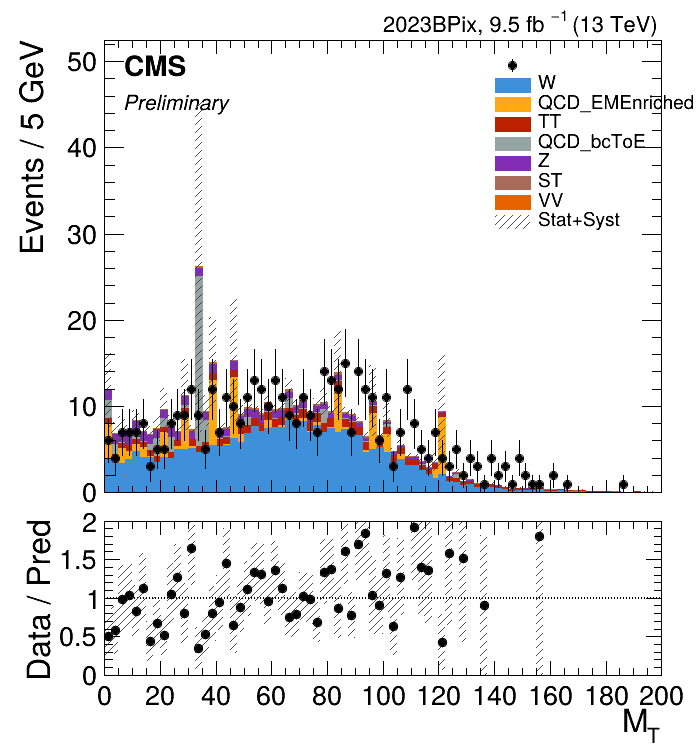 2023BPix, 9.5 fb⁻¹ (13 TeV)
CMS
Preliminary
W
QCD_EMEnriched
TT
QCD_bcToE
Z
ST
VV
Stat+Syst
Events / 5 GeV
50
40
30
20
10
0
Data / Pred
2
1.5
1
0.5
0
0 20 40 60 80 100 120 140 160 180 200
M_T